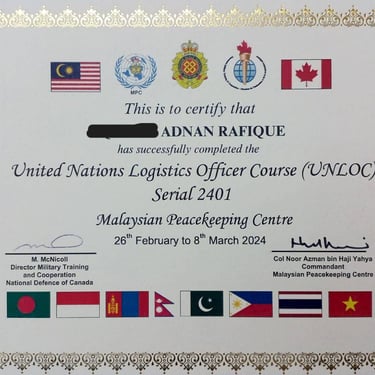 MPC
This is to certify that
ADNAN RAFIQUE
has successfully completed the
United Nations Logistics Officer Course (UNLOC)
Serial 2401
Malaysian Peacekeeping Centre
26th February to 8th March 2024
M. McNicoll
Director Military Training
and Cooperation
National Defence of Canada
Col Noor Azman bin Haji Yahya
Commandant
Malaysian Peacekeeping Centre